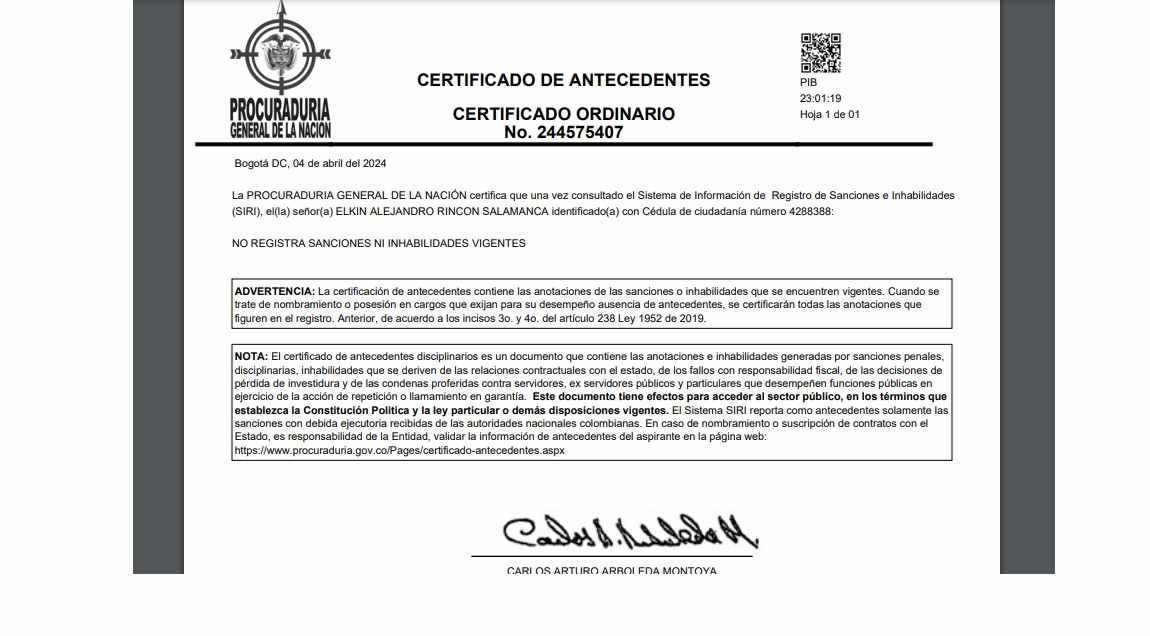 PROCURADURIA
GENERAL DE LA NACION
CERTIFICADO DE ANTECEDENTES
CERTIFICADO ORDINARIO
No. 244575407
PIB
23:01:19
Hoja 1 de 01
Bogotá DC, 04 de abril del 2024
La PROCURADURIA GENERAL DE LA NACIÓN certifica que una vez consultado el Sistema de Información de Registro de Sanciones e Inhabilidades
(SIRI), el(la) señor(a) ELKIN ALEJANDRO RINCON SALAMANCA identificado(a) con Cédula de ciudadanía número 4288388:
NO REGISTRA SANCIONES NI INHABILIDADES VIGENTES
ADVERTENCIA: La certificación de antecedentes contiene las anotaciones de las sanciones o inhabilidades que se encuentren vigentes. Cuando se
trate de nombramiento o posesión en cargos que exijan para su desempeño ausencia de antecedentes, se certificarán todas las anotaciones que
figuren en el registro. Anterior, de acuerdo a los incisos 3o. y 4o. del artículo 238 Ley 1952 de 2019.
NOTA: El certificado de antecedentes disciplinarios es un documento que contiene las anotaciones e inhabilidades generadas por sanciones penales,
disciplinarias, inhabilidades que se deriven de las relaciones contractuales con el estado, de los fallos con responsabilidad fiscal, de las decisiones de
pérdida de investidura y de las condenas proferidas contra servidores, ex servidores públicos y particulares que desempeñen funciones públicas en
ejercicio de la acción de repetición o llamamiento en garantía. Este documento tiene efectos para acceder al sector público, en los términos que
establezca la Constitución Politica y la ley particular o demás disposiciones vigentes. El Sistema SIRI reporta como antecedentes solamente las
sanciones con debida ejecutoria recibidas de las autoridades nacionales colombianas. En caso de nombramiento o suscripción de contratos con el
Estado, es responsabilidad de la Entidad, validar la información de antecedentes del aspirante en la página web:
https://www.procuraduria.gov.co/Pages/certificado-antecedentes.aspx
CARLOS ARTURO ARBOLEDA MONTOYA